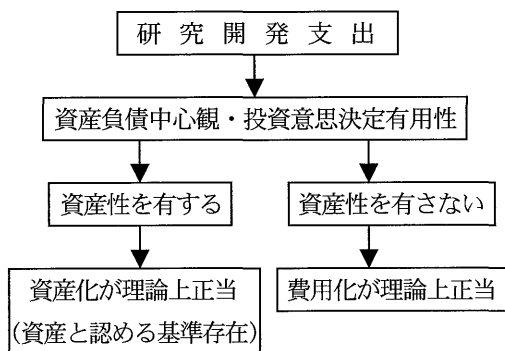 研究開発支出
資産負債中心観・投資意思決定有用性
資産性を有する
資産性を有さない
資産化が理論上正当
(資産と認める基準存在)
費用化が理論上正当